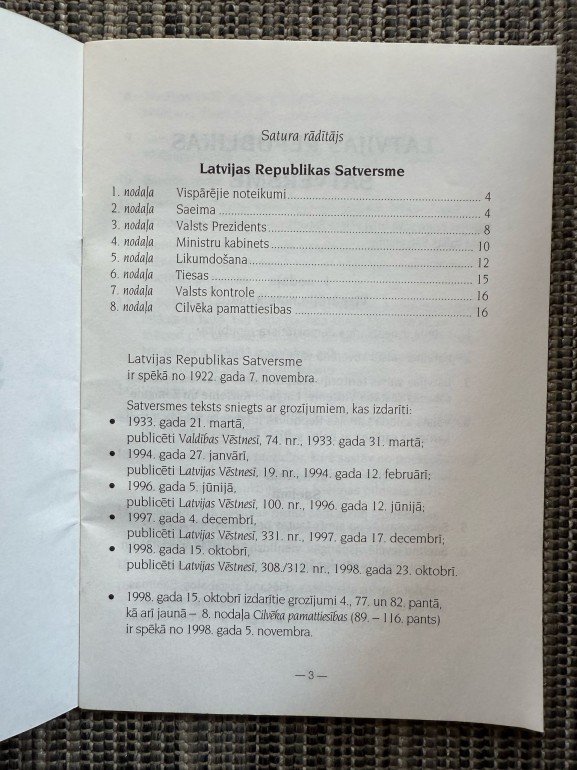 Satura rādītājs
Latvijas Republikas Satversme
1. nodaļa Vispārējie noteikumi 4
2. nodaļa Saeima 4
3. nodaļa Valsts Prezidents 8
4. nodaļa Ministru kabinets 10
5. nodaļa Likumdošana 12
6. nodaļa Tiesas 15
7. nodaļa Valsts kontrole 16
8. nodaļa Cilvēka pamattiesības 16
Latvijas Republikas Satversme
ir spēkā no 1922. gada 7. novembra.
Satversmes teksts sniegts ar grozījumiem, kas izdarīti:
• 1933. gada 21. martā,
publicēti Valdības Vēstnesī, 74. nr., 1933. gada 31. martā;
• 1994. gada 27. janvārī,
publicēti Latvijas Vēstnesī, 19. nr., 1994. gada 12. februārī;
• 1996. gada 5. jūnijā,
publicēti Latvijas Vēstnesī, 100. nr., 1996. gada 12. jūnijā;
• 1997. gada 4. decembrī,
publicēti Latvijas Vēstnesī, 331. nr., 1997. gada 17. decembrī;
• 1998. gada 15. oktobrī,
publicēti Latvijas Vēstnesī, 308./312. nr., 1998. gada 23. oktobrī.
• 1998. gada 15. oktobrī izdarītie grozījumi 4., 77. un 82. pantā,
kā arī jaunā – 8. nodaļa Cilvēka pamattiesības (89. – 116. pants)
ir spēkā no 1998. gada 5. novembra.
— 3 —